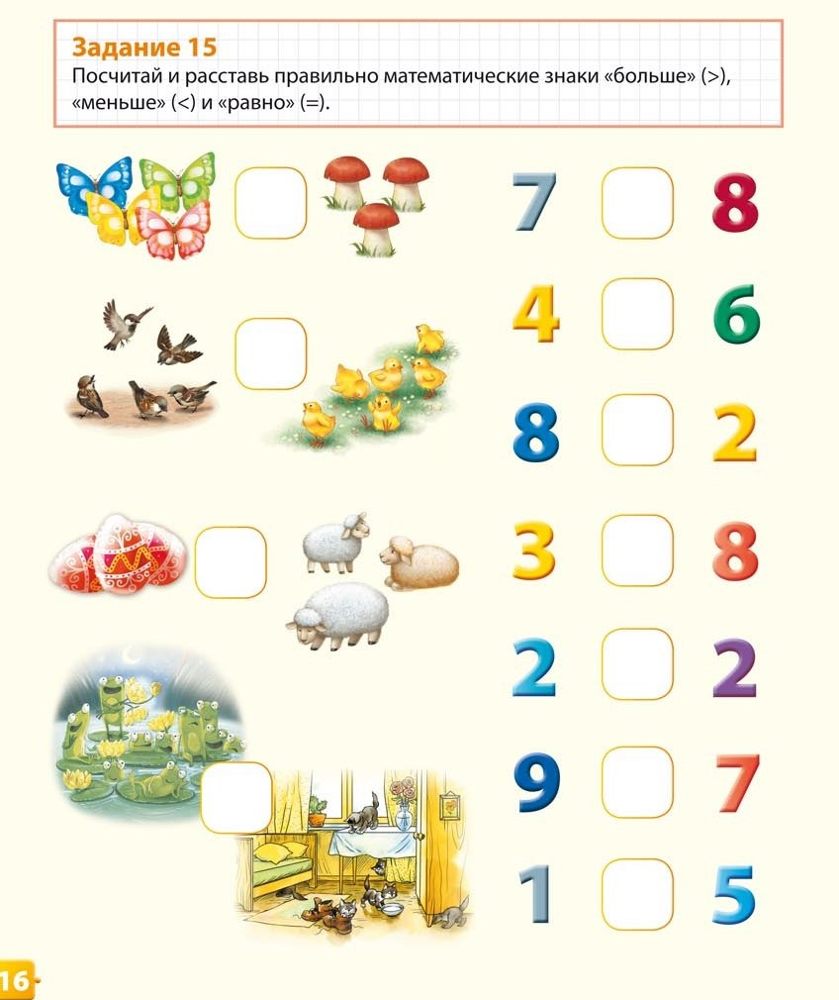 Задание 15
Посчитай и расставь правильно математические знаки «больше» (>),
«меньше» (<) и «равно» (=).
7 8
4 6
8 2
3 8
2 2
9 7
1 5
16